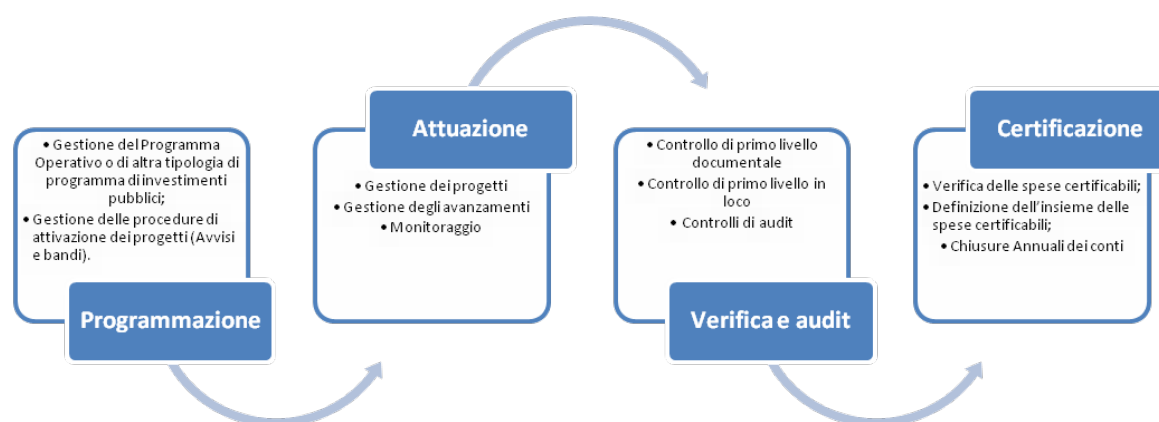 • Gestione del Programma
Operativo o di altra tipologia di
programma di investimenti
pubblici;
• Gestione delle procedure di
attivazione dei progetti (Avvisi
e bandi).
Programmazione
Attuazione
• Gestione dei progetti
• Gestione degli avanzamenti
• Monitoraggio
• Controllo di primo livello
documentale
• Controllo di primo livello in
loco
• Controlli di audit
Verifica e audit
Certificazione
• Verifica delle spese certificabili;
• Definizione dell'insieme delle
spese certificabili;
• Chiusure Annuali dei conti